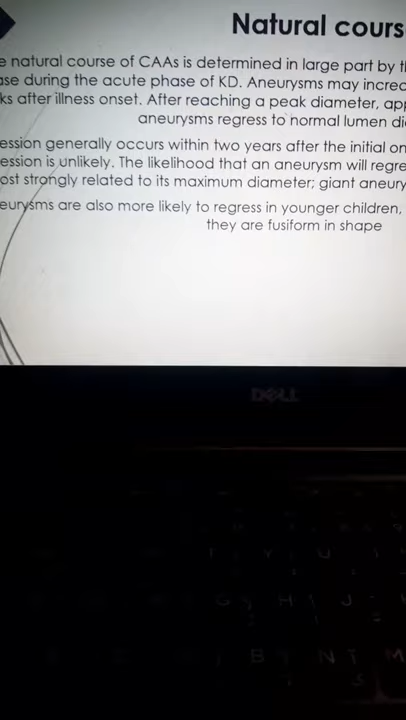 Natural cours
e natural course of CAAs is determined in large part by t
ase during the acute phase of KD. Aneurysms may increa
ks after illness onset. After reaching a peak diameter, app
aneurysms regress to normal lumen di
ession generally occurs within two years after the initial on
ession is unlikely. The likelihood that an aneurysm will regre
ost strongly related to its maximum diameter; giant aneury
eurysms are also more likely to regress in younger children,
they are fusiform in shape
DELL
T Y U
G H J
B N M